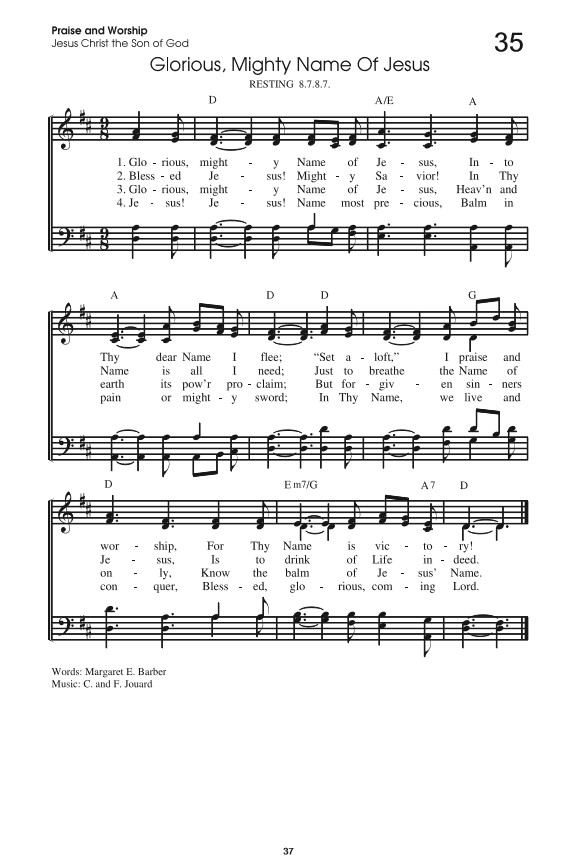 Praise and Worship
Jesus Christ the Son of God
35
Glorious, Mighty Name Of Jesus
RESTING 8.7.8.7.
D A/E A
1. Glo - rious, might - y Name of Je - sus, In - to
2. Bless - ed Je - sus! Might - y Sa - vior! In Thy
3. Glo - rious, might - y Name of Je - sus, Heav'n and
4. Je - sus! Je - sus! Name most pre - cious, Balm in
A D D G
Thy dear Name I flee; "Set a - loft," I praise and
Name is all I need; Just to breathe the Name of
earth its pow'r pro - claim; But for - giv - en sin - ners
pain or might - y sword; In Thy Name, we live and
D E m7/G A 7 D
wor - ship, For Thy Name is vic - to - ry!
Je - sus, Is to drink of Life in - deed.
on - ly, Know the balm of Je - sus' Name.
con - quer, Bless - ed, glo - rious, com - ing Lord.
Words: Margaret E. Barber
Music: C. and F. Jouard
37